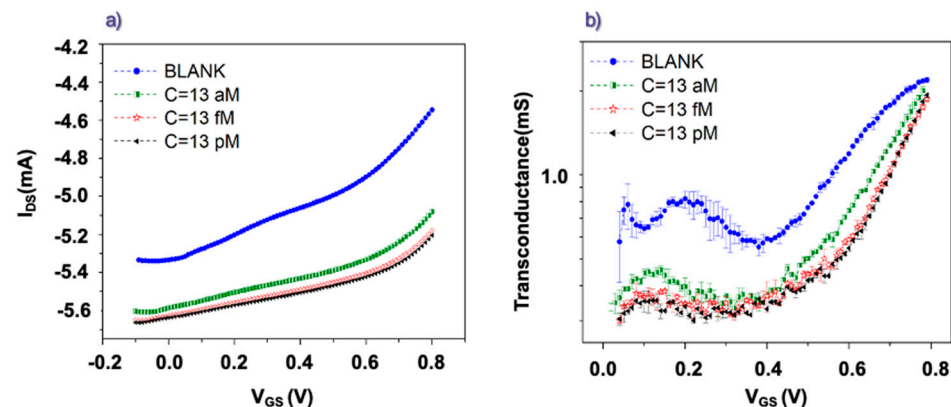 a)
-4.2
-4.4
-4.6
-4.8
-5.0
-5.2
-5.4
-5.6
I_DS(mA)
BLANK
C=13 aM
C=13 fM
C=13 pM
-0.2
0.0
0.2
0.4
0.6
0.8
V_GS (V)
b)
Transconductance(mS)
1.0
BLANK
C=13 aM
C=13 fM
C=13 pM
0.0
0.2
0.4
0.6
0.8
V_GS (V)